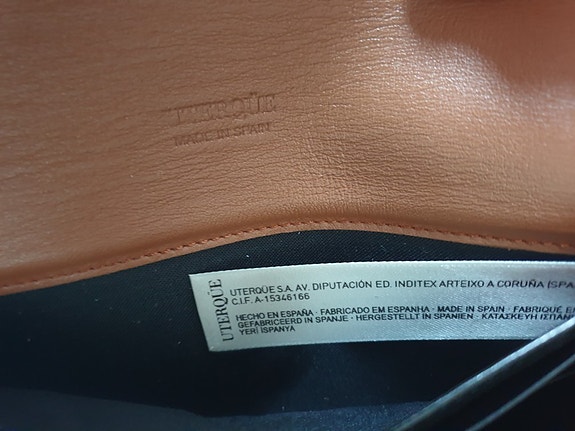 UTERQÜE
MADE IN SPAIN
UTERQÜE
UTERQÜE S.A. AV. DIPUTACIÓN ED. INDITEX ARTEIXO A CORUÑA (SPA
C.I.F. A-15346166
HECHO EN ESPAÑA · FABRICADO EM ESPANHA · MADE IN SPAIN · FABRIQUÉ E
GEFABRICEERD IN SPANJE · HERGESTELLT IN SPANIEN · ΚΑΤΑΣΚΕΥΗ ΙΣΠΑΝ
YERİ İSPANYA